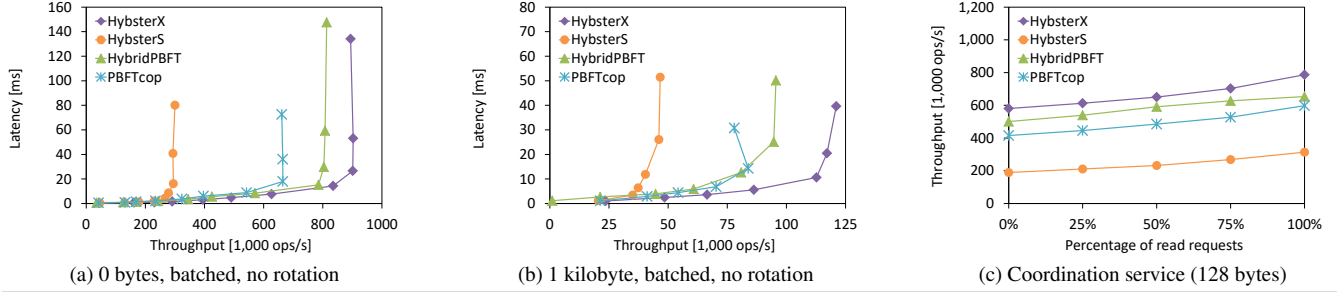 Latency [ms]
160
140
120
100
80
60
40
20
0
HybsterX
HybsterS
HybridPBFT
PBFTcop
0 200 400 600 800 1000
Throughput [1,000 ops/s]
(a) 0 bytes, batched, no rotation
Latency [ms]
80
70
60
50
40
30
20
10
0
HybsterX
HybsterS
HybridPBFT
PBFTcop
0 25 50 75 100 125
Throughput [1,000 ops/s]
(b) 1 kilobyte, batched, no rotation
Throughput [1,000 ops/s]
1,200
1,000
800
600
400
200
0
HybsterX
HybsterS
HybridPBFT
PBFTcop
0% 25% 50% 75% 100%
Percentage of read requests
(c) Coordination service (128 bytes)